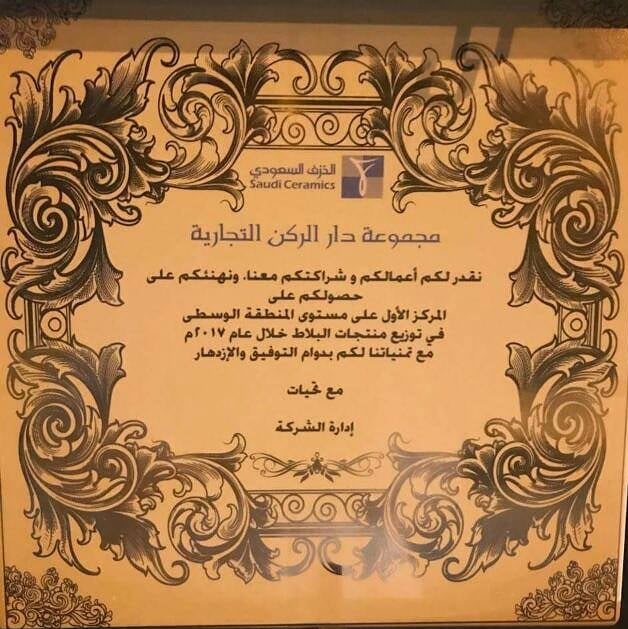 الخزف السعودي
Saudi Ceramics
مجموعة دار الركن التجارية
نقدر لكم أعمالكم و شراكتكم معنا، ونهنئكم على
حصولكم على
المركز الأول على مستوى المنطقة الوسطى
في توزيع منتجات البلاط خلال عام ٢٠١٧م
مع تمنياتنا لكم بدوام التوفيق والإزدهار
مع تحيات
إدارة الشركة